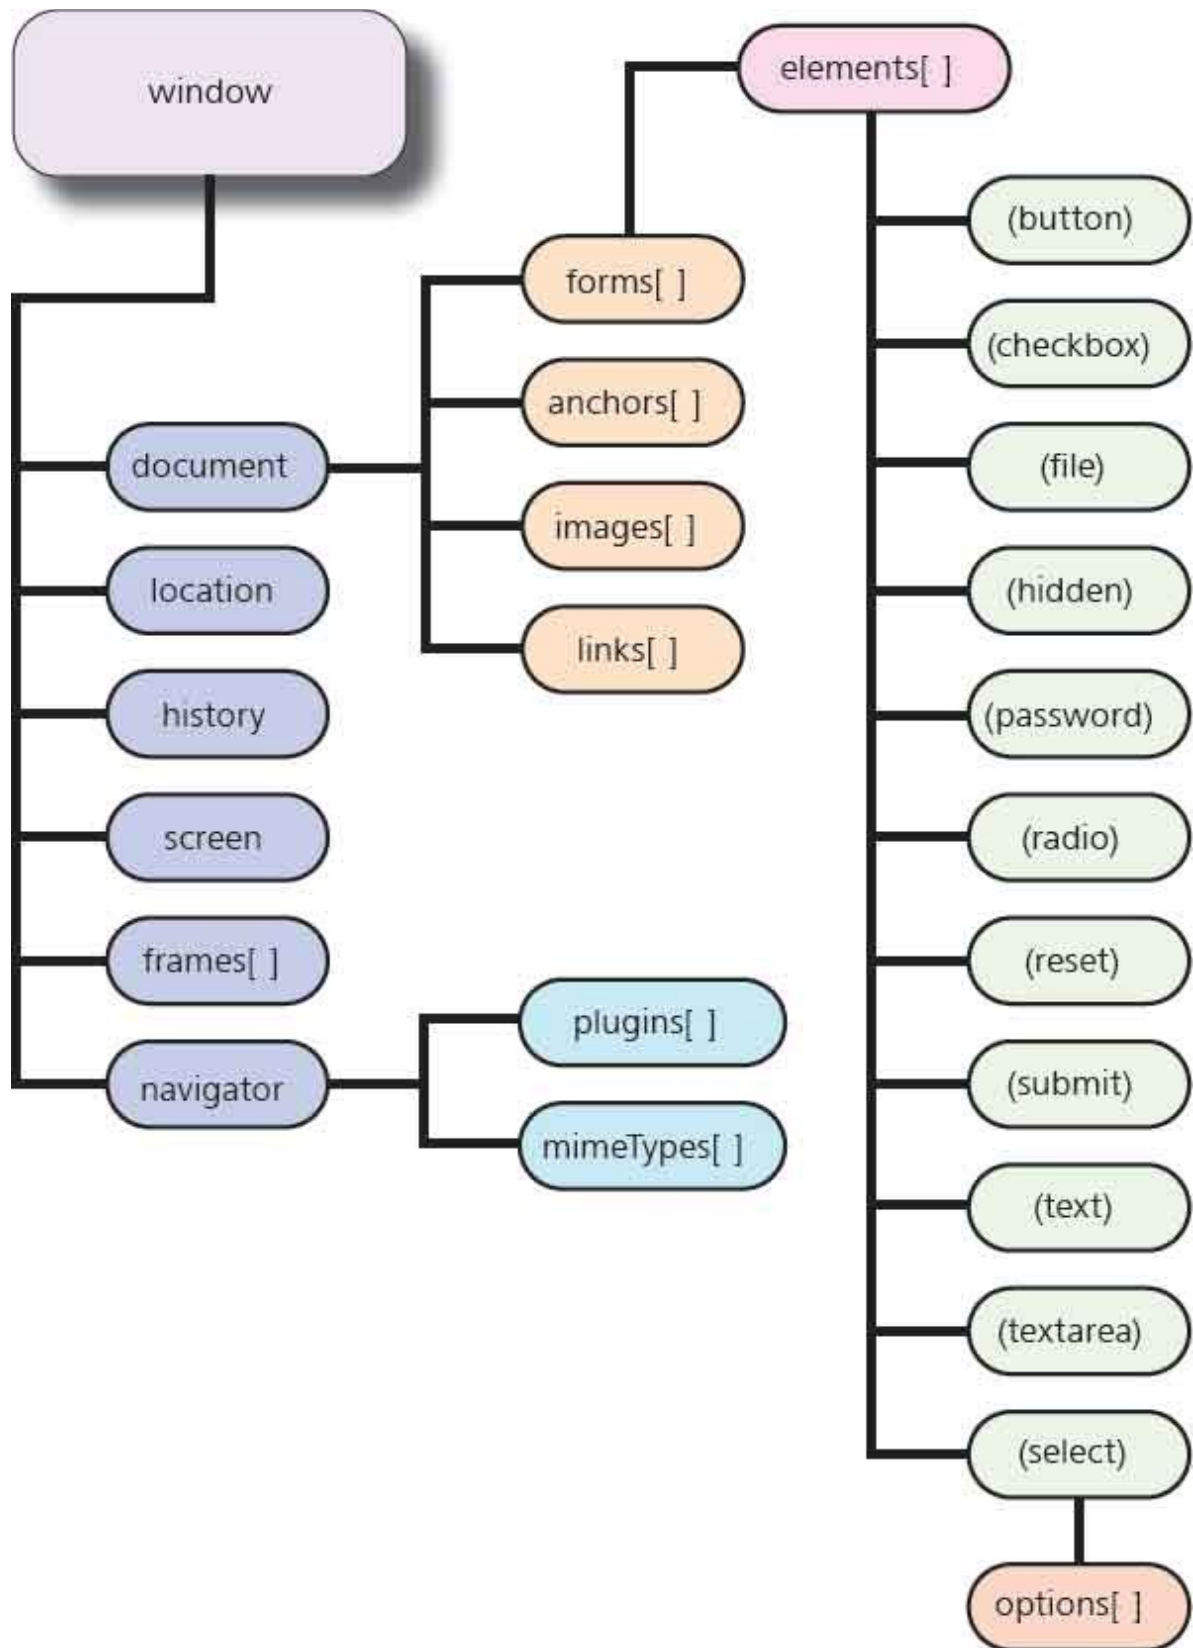 window
document
location
history
screen
frames[ ]
navigator
forms[ ]
anchors[ ]
images[ ]
links[ ]
plugins[ ]
mimeTypes[ ]
elements[ ]
(button)
(checkbox)
(file)
(hidden)
(password)
(radio)
(reset)
(submit)
(text)
(textarea)
(select)
options[ ]